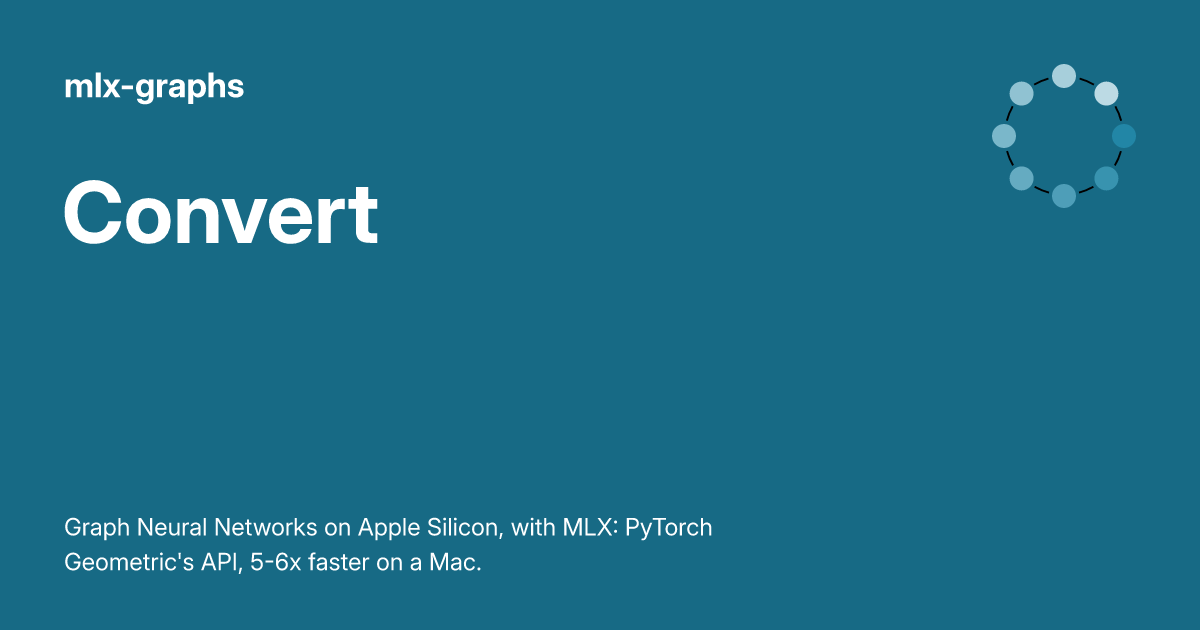 mlx-graphs
Convert
Graph Neural Networks on Apple Silicon, with MLX: PyTorch
Geometric's API, 5-6x faster on a Mac.